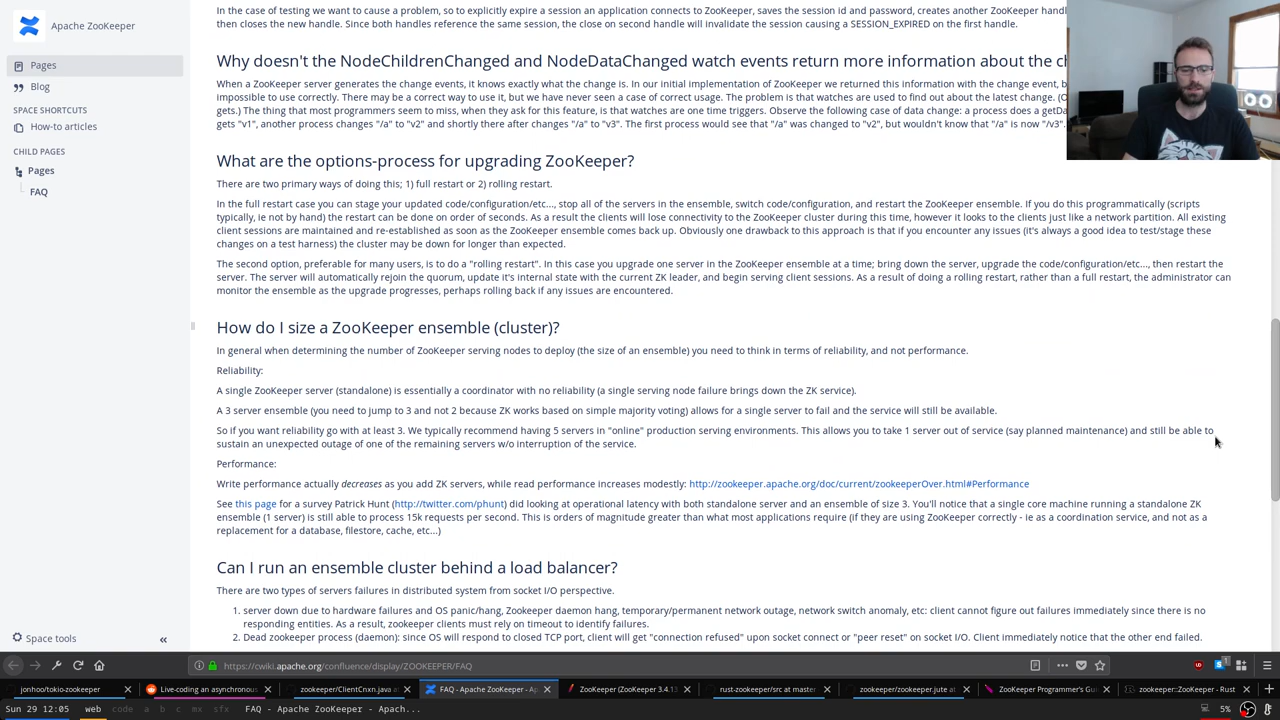 Apache ZooKeeper
Pages
Blog
SPACE SHORTCUTS
How-to articles
CHILD PAGES
Pages
FAQ
Space tools
In the case of testing we want to cause a problem, so to explicitly expire a session an application connects to ZooKeeper, saves the session id and password, creates another ZooKeeper handl
then closes the new handle. Since both handles reference the same session, the close on second handle will invalidate the session causing a SESSION_EXPIRED on the first handle.
Why doesn't the NodeChildrenChanged and NodeDataChanged watch events return more information about the ch
When a ZooKeeper server generates the change events, it knows exactly what the change is. In our initial implementation of ZooKeeper we returned this information with the change event, b
impossible to use correctly. There may be a correct way to use it, but we have never seen a case of correct usage. The problem is that watches are used to find out about the latest change. (O
gets.) The thing that most programmers seem to miss, when they ask for this feature, is that watches are one time triggers. Observe the following case of data change: a process does a getDa
gets "v1", another process changes "/a" to "v2" and shortly there after changes "/a" to "v3". The first process would see that "/a" was changed to "v2", but wouldn't know that "/a" is now "/v3".
What are the options-process for upgrading ZooKeeper?
There are two primary ways of doing this; 1) full restart or 2) rolling restart.
In the full restart case you can stage your updated code/configuration/etc..., stop all of the servers in the ensemble, switch code/configuration, and restart the ZooKeeper ensemble. If you do this programmatically (scripts
typically, ie not by hand) the restart can be done on order of seconds. As a result the clients will lose connectivity to the ZooKeeper cluster during this time, however it looks to the clients just like a network partition. All existing
client sessions are maintained and re-established as soon as the ZooKeeper ensemble comes back up. Obviously one drawback to this approach is that if you encounter any issues (it's always a good idea to test/stage these
changes on a test harness) the cluster may be down for longer than expected.
The second option, preferable for many users, is to do a "rolling restart". In this case you upgrade one server in the ZooKeeper ensemble at a time; bring down the server, upgrade the code/configuration/etc..., then restart the
server. The server will automatically rejoin the quorum, update it's internal state with the current ZK leader, and begin serving client sessions. As a result of doing a rolling restart, rather than a full restart, the administrator can
monitor the ensemble as the upgrade progresses, perhaps rolling back if any issues are encountered.
How do I size a ZooKeeper ensemble (cluster)?
In general when determining the number of ZooKeeper serving nodes to deploy (the size of an ensemble) you need to think in terms of reliability, and not performance.
Reliability:
A single ZooKeeper server (standalone) is essentially a coordinator with no reliability (a single serving node failure brings down the ZK service).
A 3 server ensemble (you need to jump to 3 and not 2 because ZK works based on simple majority voting) allows for a single server to fail and the service will still be available.
So if you want reliability go with at least 3. We typically recommend having 5 servers in "online" production serving environments. This allows you to take 1 server out of service (say planned maintenance) and still be able to
sustain an unexpected outage of one of the remaining servers w/o interruption of the service.
Performance:
Write performance actually decreases as you add ZK servers, while read performance increases modestly: http://zookeeper.apache.org/doc/current/zookeeperOver.html#Performance
See this page for a survey Patrick Hunt (http://twitter.com/phunt) did looking at operational latency with both standalone server and an ensemble of size 3. You'll notice that a single core machine running a standalone ZK
ensemble (1 server) is still able to process 15k requests per second. This is orders of magnitude greater than what most applications require (if they are using ZooKeeper correctly - ie as a coordination service, and not as a
replacement for a database, filestore, cache, etc...)
Can I run an ensemble cluster behind a load balancer?
There are two types of servers failures in distributed system from socket I/O perspective.
1. server down due to hardware failures and OS panic/hang, Zookeeper daemon hang, temporary/permanent network outage, network switch anomaly, etc: client cannot figure out failures immediately since there is no
responding entities. As a result, zookeeper clients must rely on timeout to identify failures.
2. Dead zookeeper process (daemon): since OS will respond to closed TCP port, client will get "connection refused" upon socket connect or "peer reset" on socket I/O. Client immediately notice that the other end failed.
https://cwiki.apache.org/confluence/display/ZOOKEEPER/FAQ
jonhoo/tokio-zookeeper
Live-coding an asynchronous
zookeeper/ClientCnxn.java a
FAQ - Apache ZooKeeper - Ap
ZooKeeper (ZooKeeper 3.4.13
rust-zookeeper/src at master
zookeeper/zookeeper.jute at
ZooKeeper Programmer's Gu
zookeeper::ZooKeeper - Rust
SUN 29 12:05 web code a b c mx sfx FAQ - Apache ZooKeeper - Apach... 5%